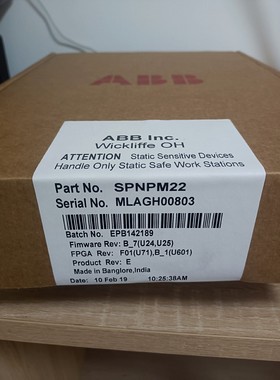 ABB
ABB Inc.
Wickliffe OH
ATTENTION Static Sensitive Devices
Handle Only Static Safe Work Stations
Part No. SPNPM22
Serial No. MLAGH00803
Batch No. EPB142189
Fimware Rev: B_7(U24,U25)
FPGA Rev: F01(U71),B_1(U601)
Product Rev: E
Made in Banglore,India
Date: 10 Feb 19 10:25:38AM